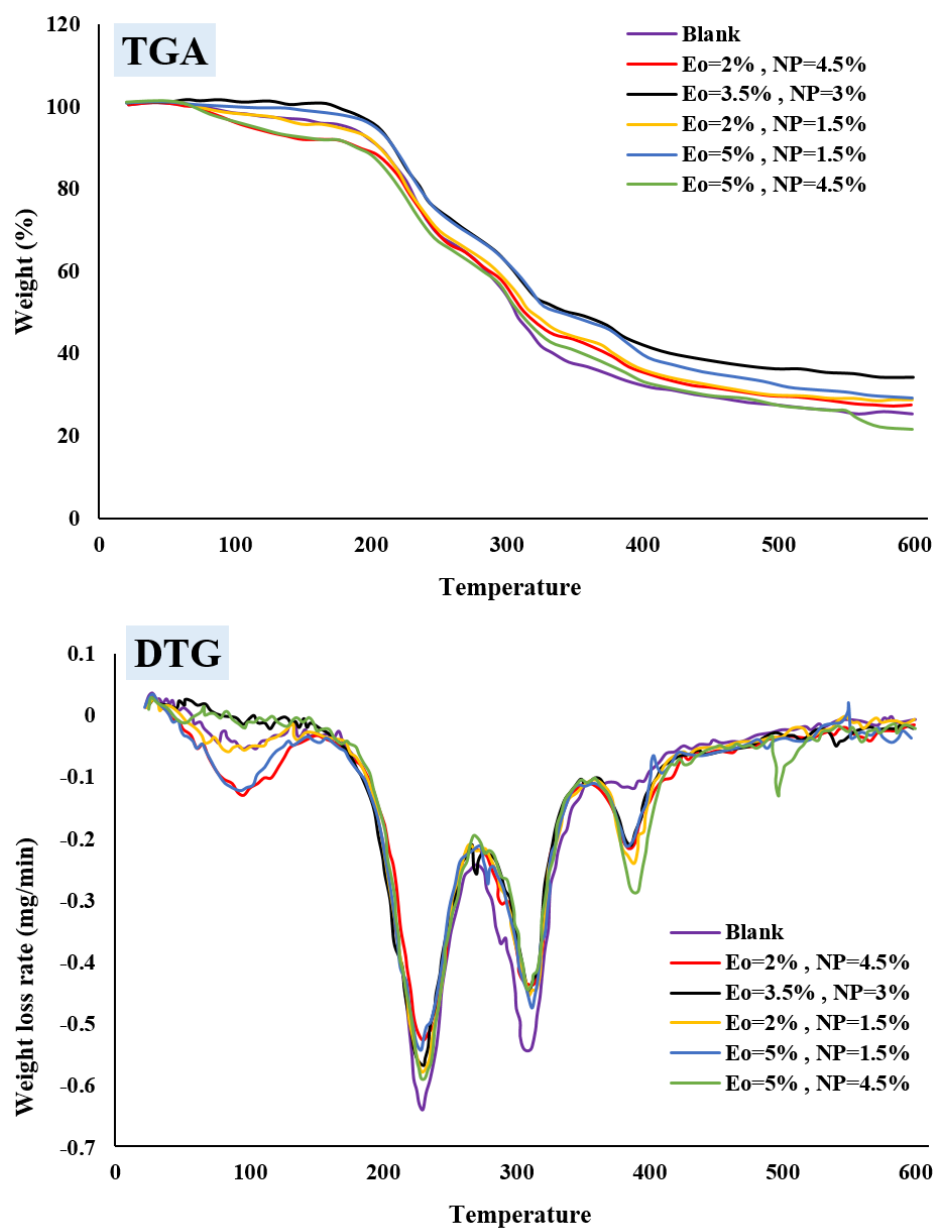 TGA
120
100
80
60
40
20
0
Weight (%)
0 100 200 300 400 500 600
Temperature
Blank
Eo=2% , NP=4.5%
Eo=3.5% , NP=3%
Eo=2% , NP=1.5%
Eo=5% , NP=1.5%
Eo=5% , NP=4.5%
DTG
0.1
0
-0.1
-0.2
-0.3
-0.4
-0.5
-0.6
-0.7
Weight loss rate (mg/min)
0 100 200 300 400 500 600
Temperature
Blank
Eo=2% , NP=4.5%
Eo=3.5% , NP=3%
Eo=2% , NP=1.5%
Eo=5% , NP=1.5%
Eo=5% , NP=4.5%